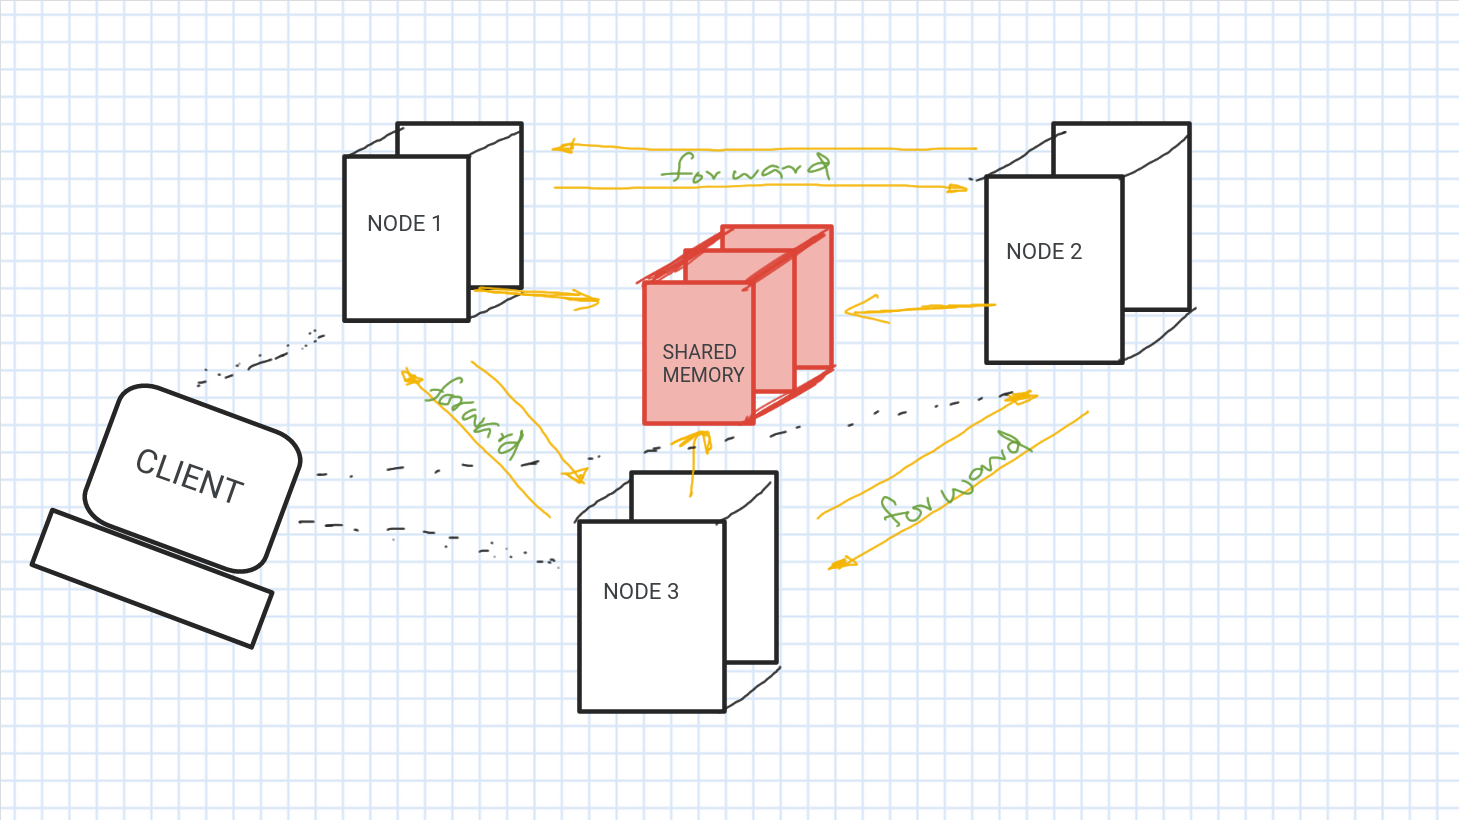 forward
NODE 1
NODE 2
SHARED
MEMORY
forward
CLIENT
forward
NODE 3